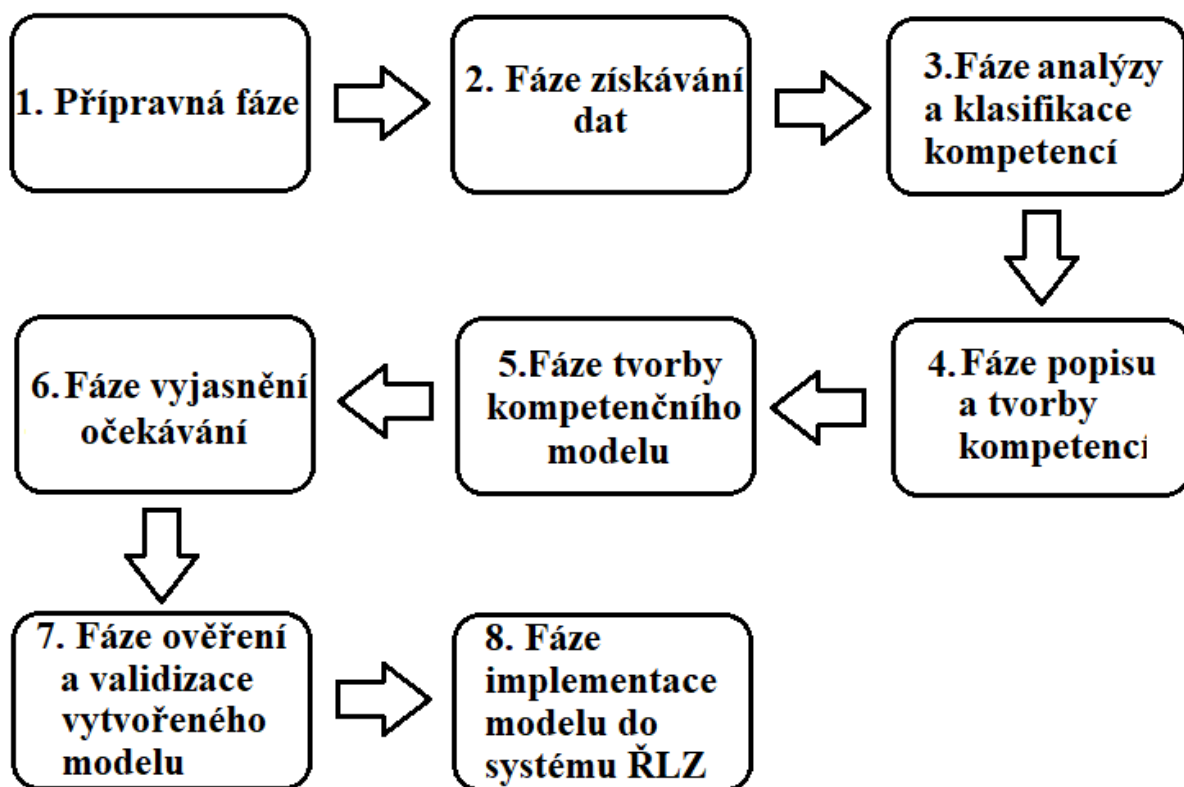 1. Přípravná fáze
2. Fáze získávání
dat
3.Fáze analýzy
a klasifikace
kompetencí
4. Fáze popisu
a tvorby
kompetencí
5.Fáze tvorby
kompetenčního
modelu
6. Fáze vyjasnění
očekávání
7. Fáze ověření
a validizace
vytvořeného
modelu
8. Fáze
implementace
modelu do
systému ŘLZ